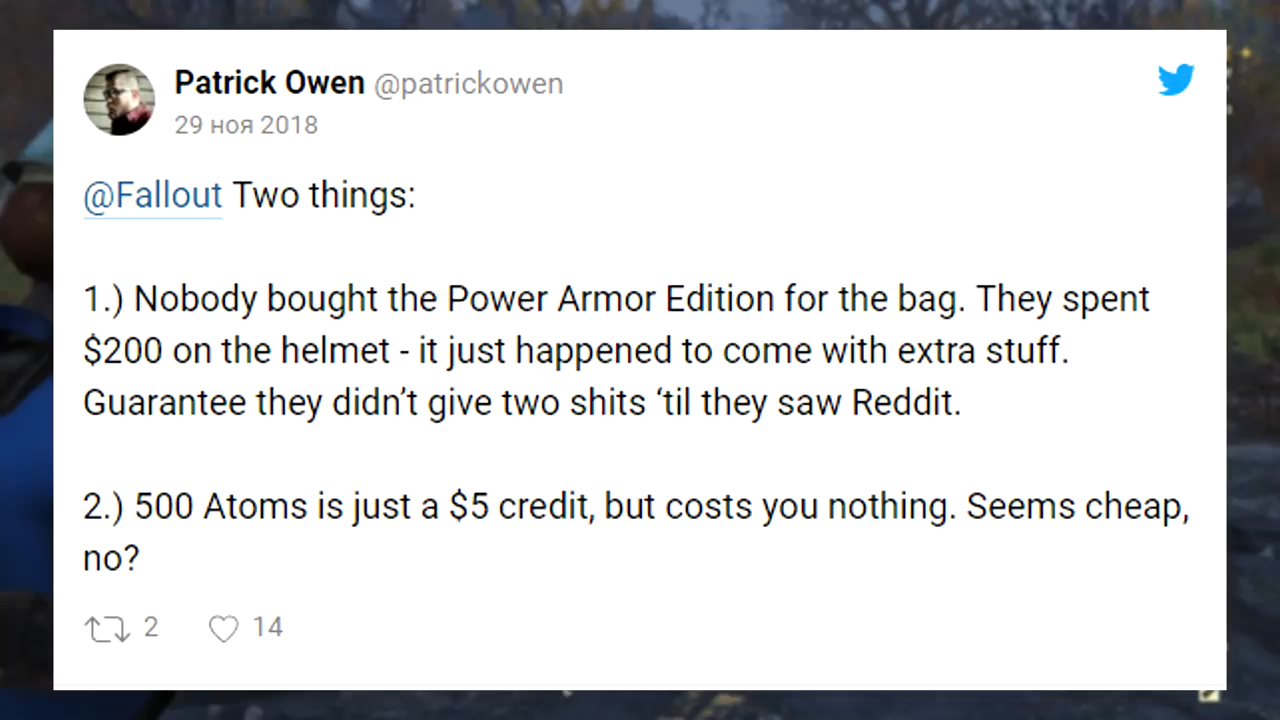 Patrick Owen @patrickowen
29 ноя 2018
@Fallout Two things:
1.) Nobody bought the Power Armor Edition for the bag. They spent
$200 on the helmet - it just happened to come with extra stuff.
Guarantee they didn’t give two shits ‘til they saw Reddit.
2.) 500 Atoms is just a $5 credit, but costs you nothing. Seems cheap,
no?
2 14